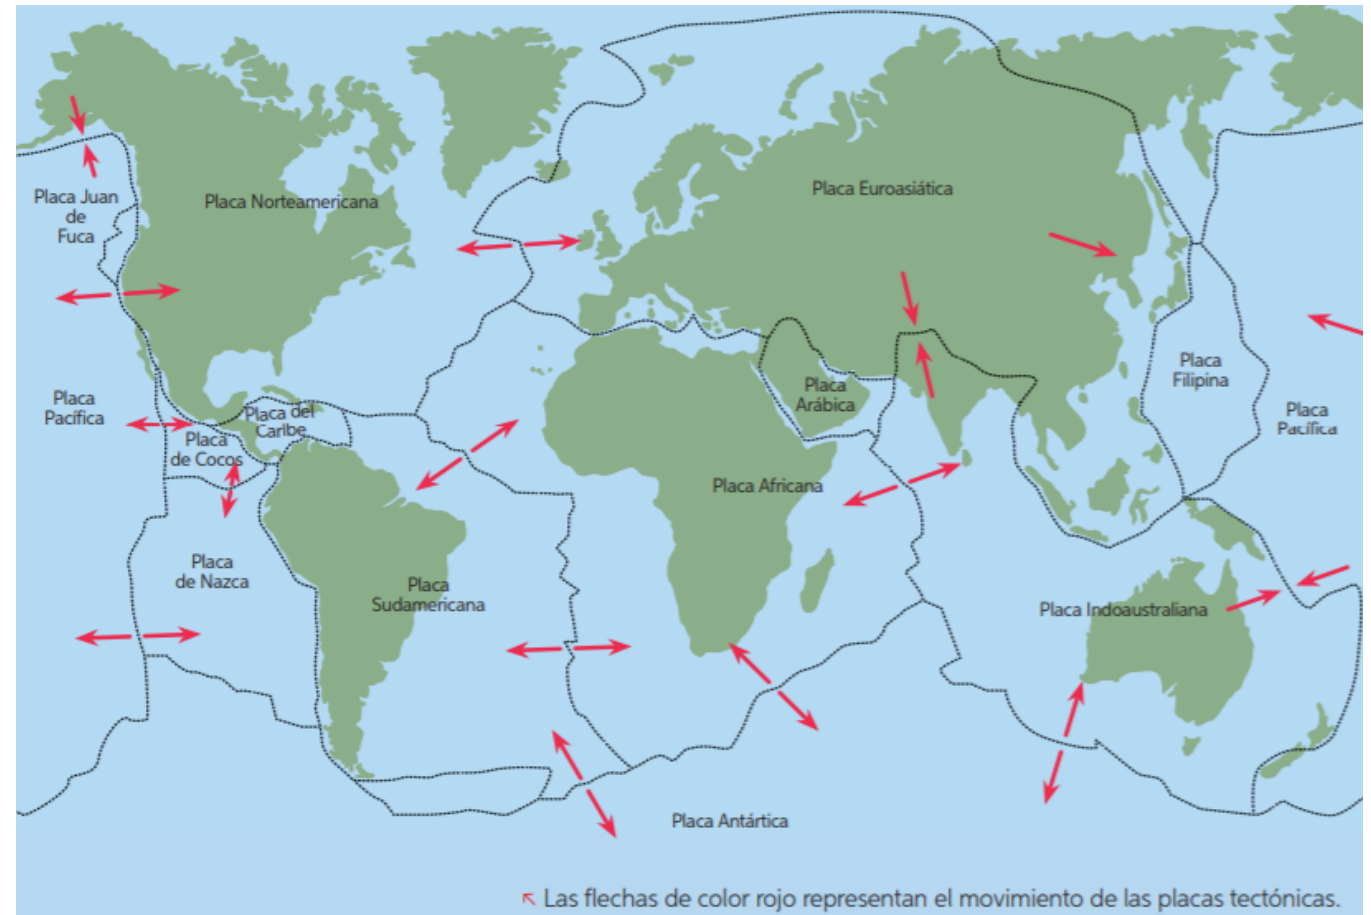 Placa Juan
de
Fuca
Placa Norteamericana
Placa Euroasiática
Placa
Pacífica
Placa del
Caribe
Placa
de Cocos
Placa
Arábica
Placa
Filipina
Placa
Pacífica
Placa Africana
Placa
de Nazca
Placa
Sudamericana
Placa Indoaustraliana
Placa Antártica
Las flechas de color rojo representan el movimiento de las placas tectónicas.